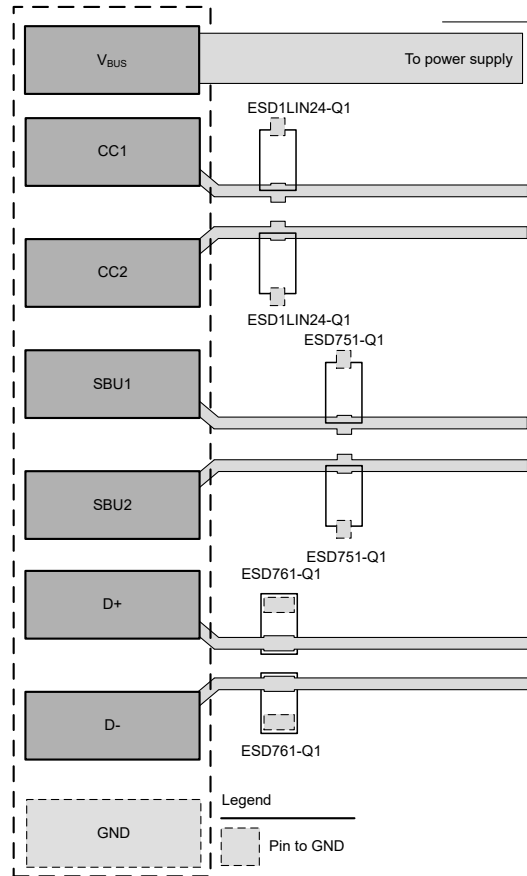 VBUS
To power supply
ESD1LIN24-Q1
CC1
CC2
ESD1LIN24-Q1
ESD751-Q1
SBU1
SBU2
ESD751-Q1
ESD761-Q1
D+
D-
ESD761-Q1
Legend
GND
Pin to GND